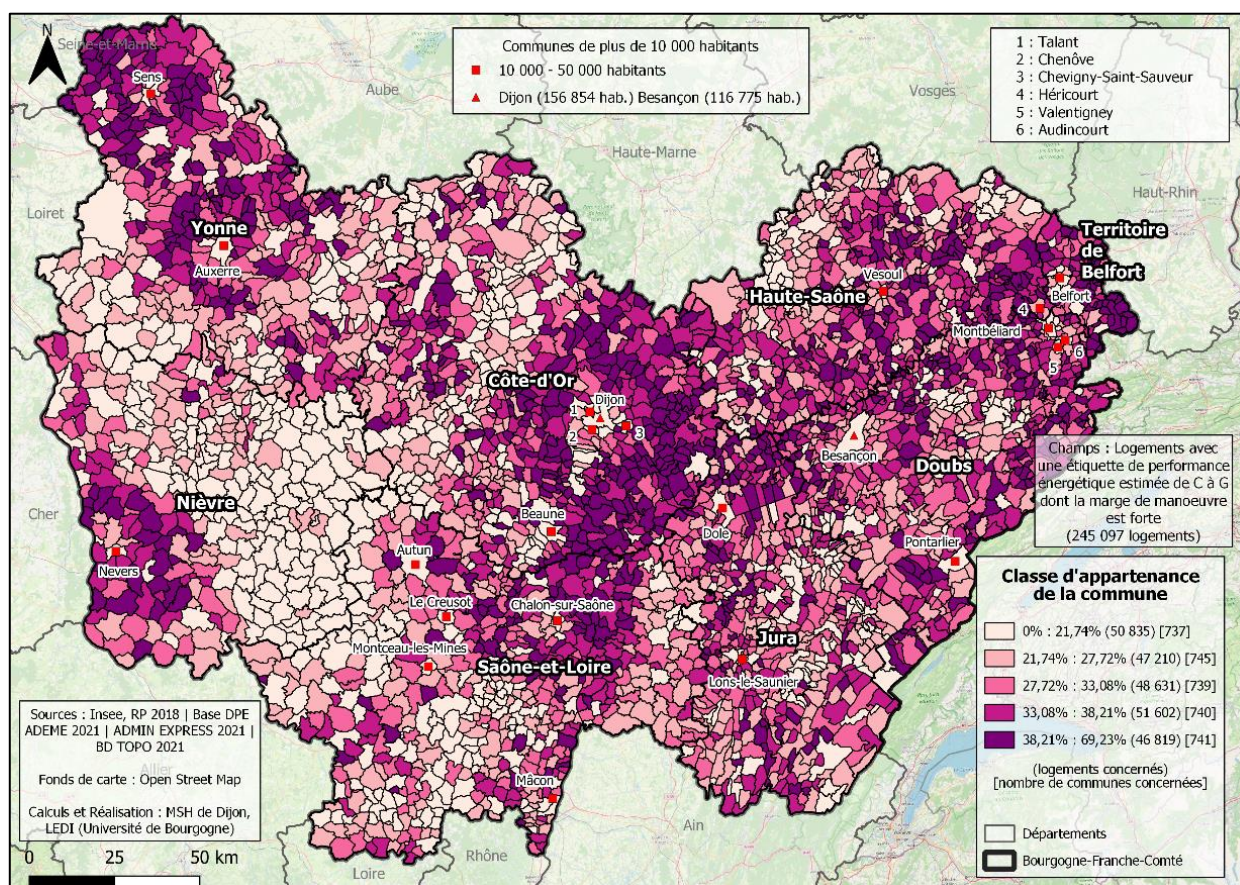 N
Seine-et-Marne
Aube
Vosges
Haute-Marne
Haut-Rhin
Loiret
Cher
Allier
Loire
Rhône
Ain
Communes de plus de 10 000 habitants
10 000 - 50 000 habitants
Dijon (156 854 hab.) Besançon (116 775 hab.)
1 : Talant
2 : Chenôve
3 : Chevigny-Saint-Sauveur
4 : Héricourt
5 : Valentigney
6 : Audincourt
Sens
Yonne
Auxerre
Territoire
de
Belfort
Vesoul
Haute-Saône
Belfort
4
Montbéliard
6
5
Côte-d'Or
Dijon
1
2
3
Besançon
Doubs
Nièvre
Beaune
Dole
Nevers
Autun
Pontarlier
Le Creusot
Chalon-sur-Saône
Montceau-les-Mines
Saône-et-Loire
Jura
Lons-le-Saunier
Mâcon
Champs : Logements avec
une étiquette de performance
énergétique estimée de C à G
dont la marge de manoeuvre
est forte
(245 097 logements)
Classe d'appartenance
de la commune
0% : 21,74% (50 835) [737]
21,74% : 27,72% (47 210) [745]
27,72% : 33,08% (48 631) [739]
33,08% : 38,21% (51 602) [740]
38,21% : 69,23% (46 819) [741]
(logements concernés)
[nombre de communes concernées]
Départements
Bourgogne-Franche-Comté
Sources : Insee, RP 2018 | Base DPE
ADEME 2021 | ADMIN EXPRESS 2021 |
BD TOPO 2021
Fonds de carte : Open Street Map
Calculs et Réalisation : MSH de Dijon,
LEDI (Université de Bourgogne)
0 25 50 km